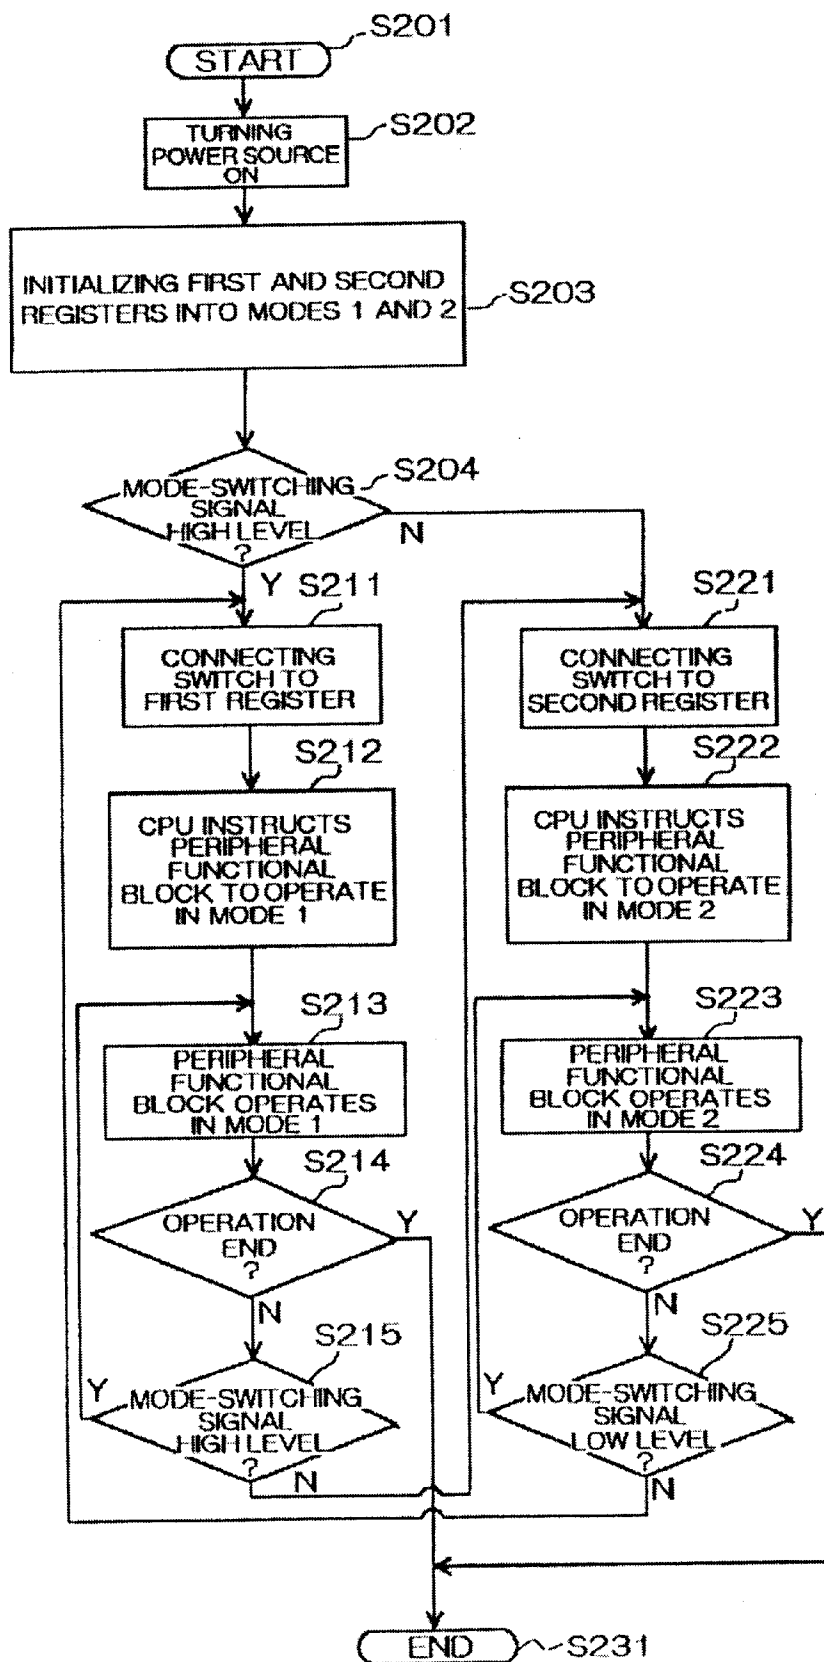 S201
START
S202
TURNING
POWER SOURCE
ON
INITIALIZING FIRST AND SECOND
REGISTERS INTO MODES 1 AND 2
S203
S204
MODE-SWITCHING
SIGNAL
HIGH LEVEL
?
N
Y
S211
CONNECTING
SWITCH TO
FIRST REGISTER
S212
CPU INSTRUCTS
PERIPHERAL
FUNCTIONAL
BLOCK TO OPERATE
IN MODE 1
S213
PERIPHERAL
FUNCTIONAL
BLOCK OPERATES
IN MODE 1
S214
OPERATION
END
?
Y
N
S215
Y
MODE-SWITCHING
SIGNAL
HIGH LEVEL
?
N
S221
CONNECTING
SWITCH TO
SECOND REGISTER
S222
CPU INSTRUCTS
PERIPHERAL
FUNCTIONAL
BLOCK TO OPERATE
IN MODE 2
S223
PERIPHERAL
FUNCTIONAL
BLOCK OPERATES
IN MODE 2
S224
OPERATION
END
?
Y
N
S225
Y
MODE-SWITCHING
SIGNAL
LOW LEVEL
?
N
END
S231